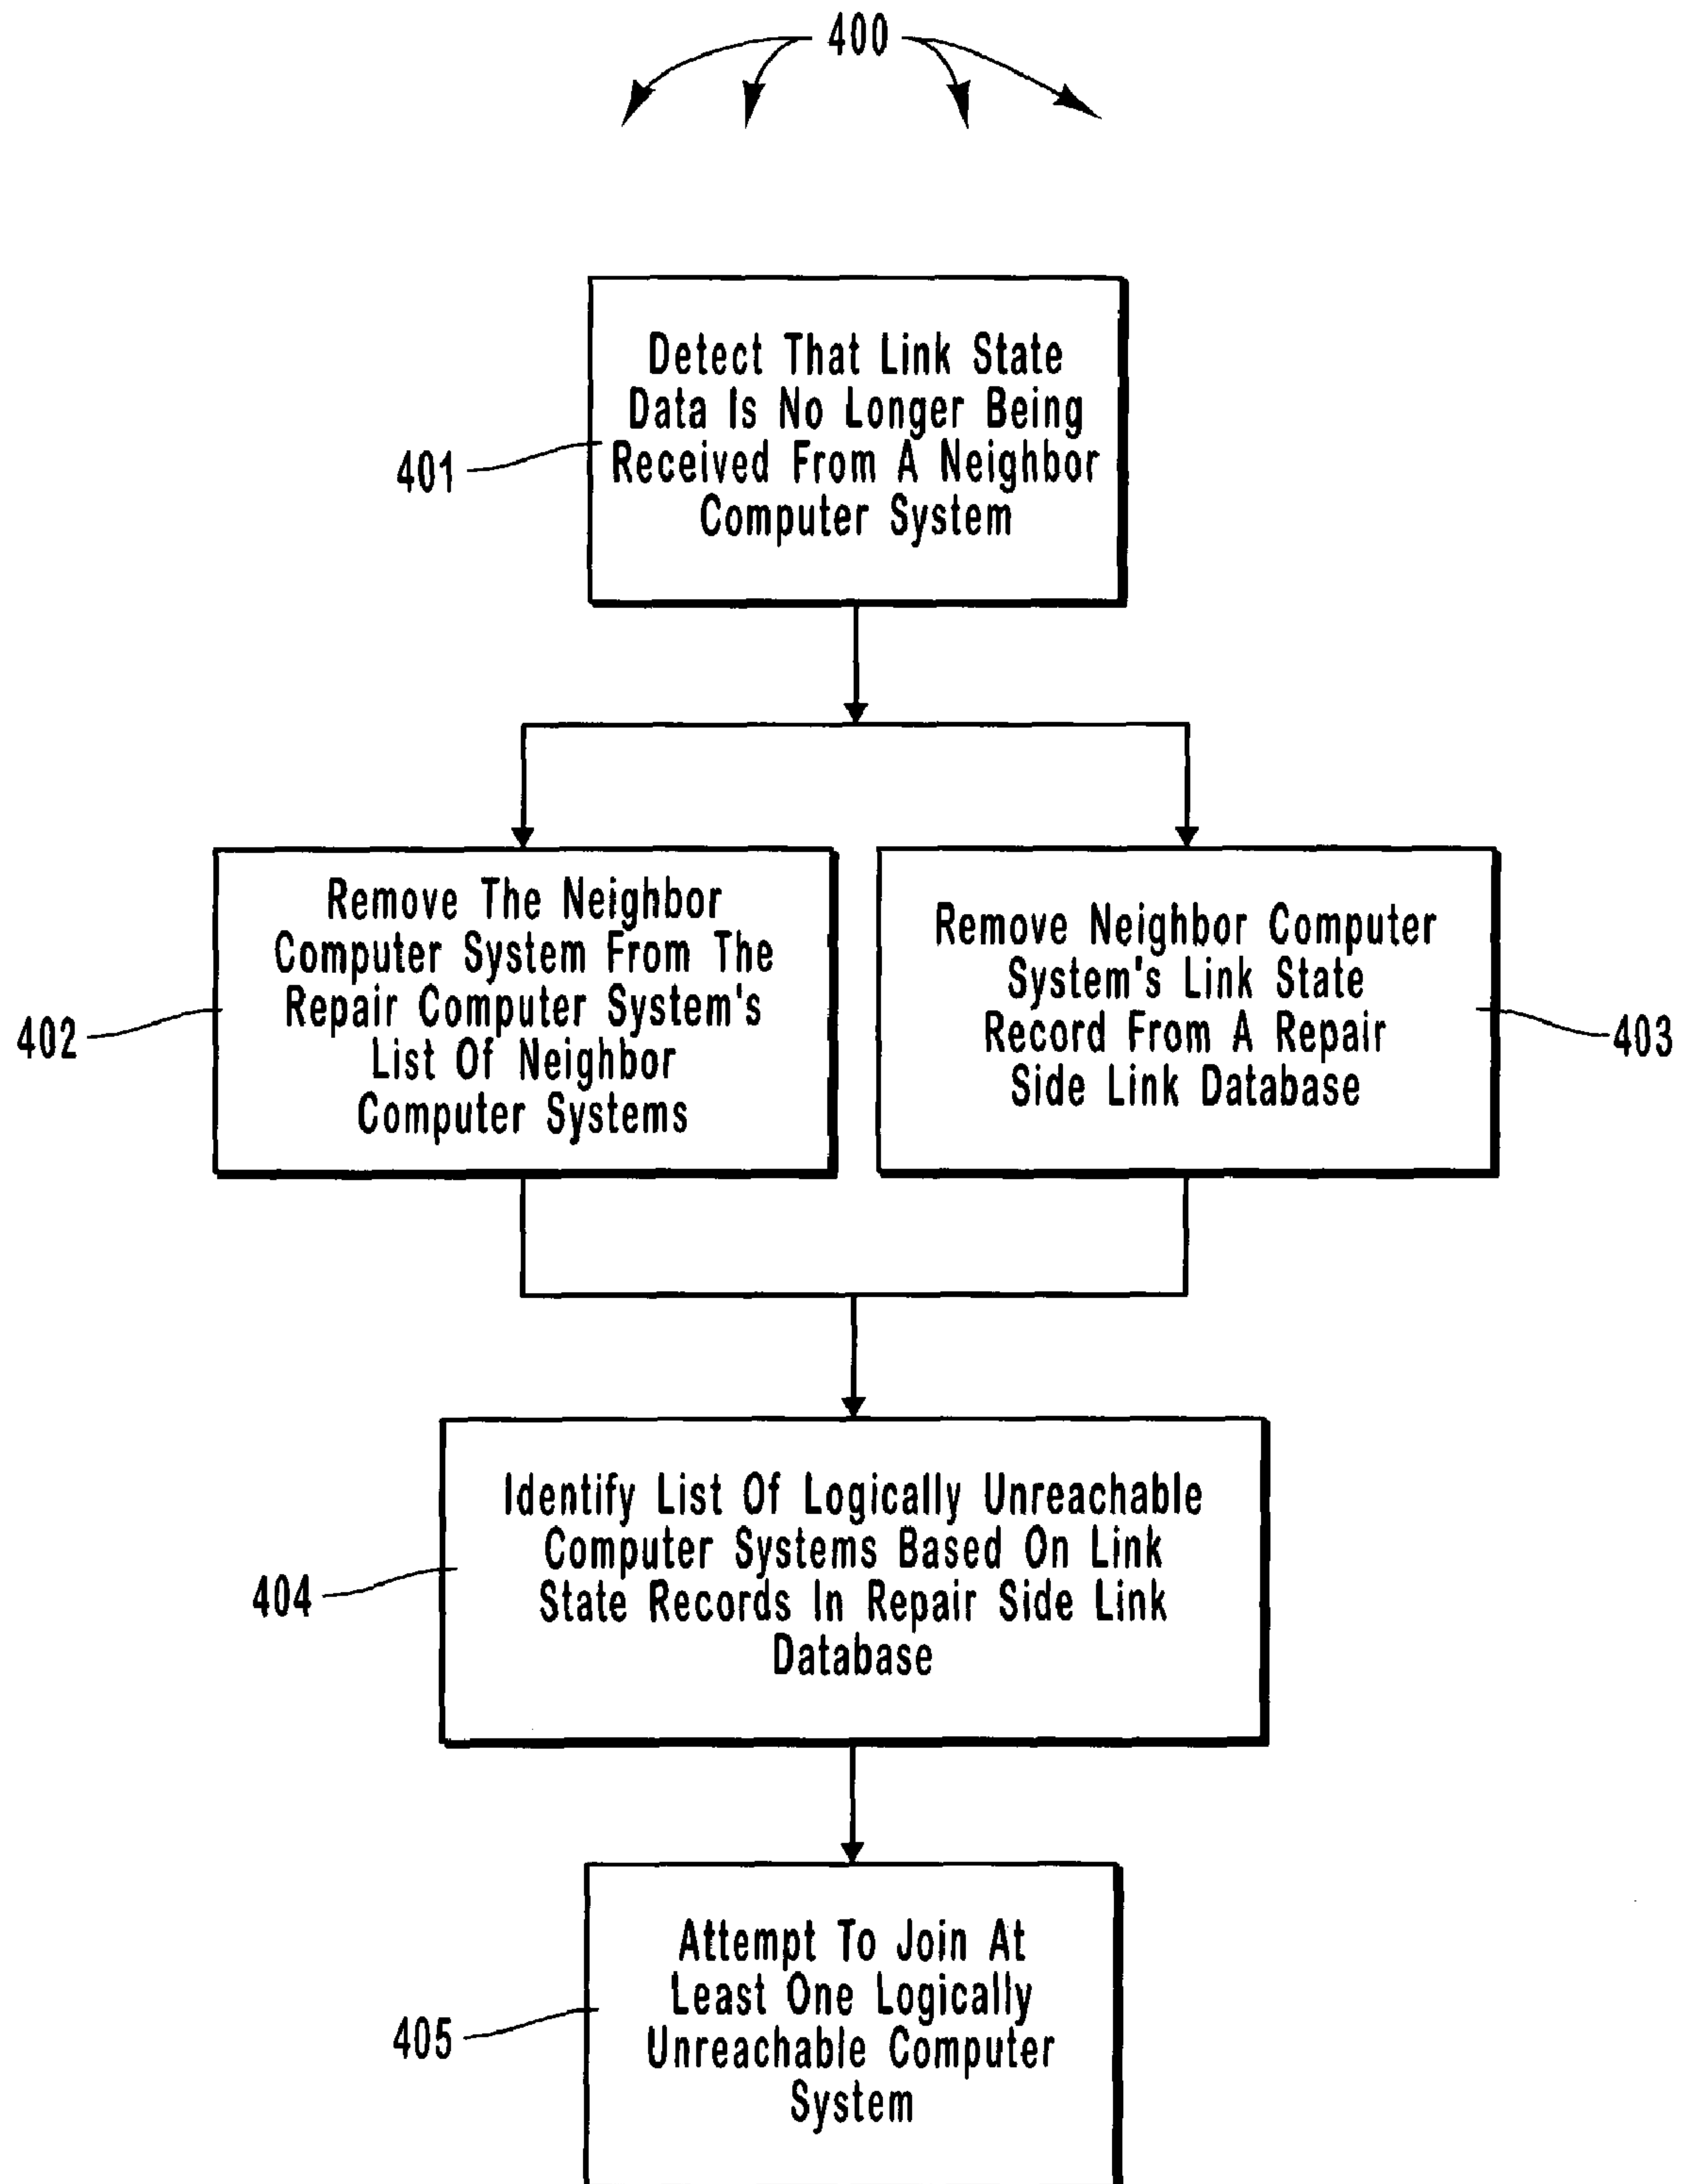 400
Detect That Link State
Data Is No Longer Being
Received From A Neighbor
Computer System
401
Remove The Neighbor
Computer System From The
Repair Computer System's
List Of Neighbor
Computer Systems
402
Remove Neighbor Computer
System's Link State
Record From A Repair
Side Link Database
403
Identify List Of Logically Unreachable
Computer Systems Based On Link
State Records In Repair Side Link
Database
404
Attempt To Join At
Least One Logically
Unreachable Computer
System
405